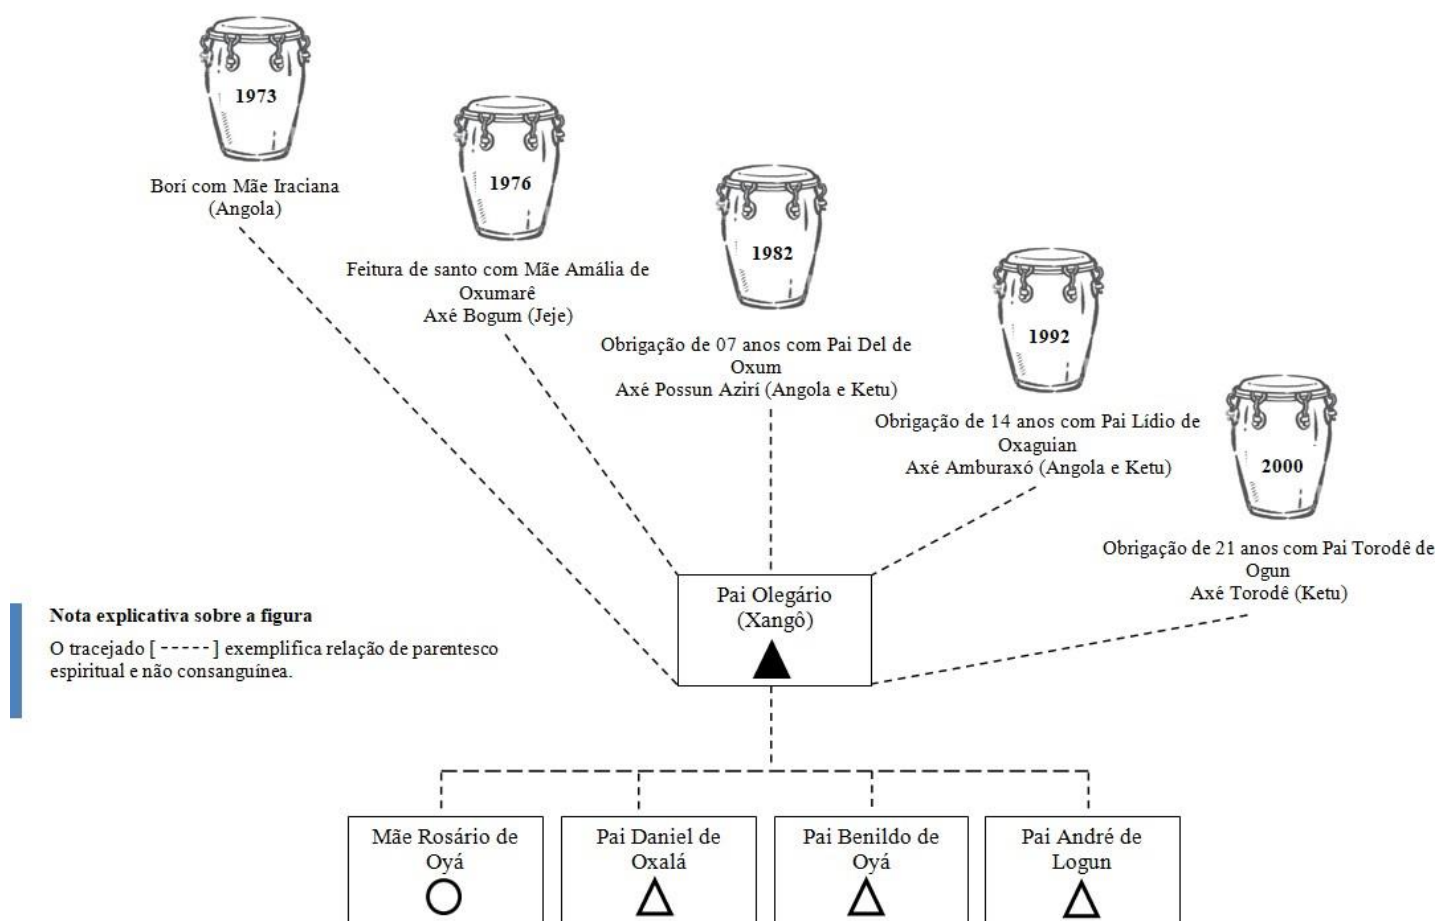 1973
Borí com Mãe Iraciana
(Angola)
1976
Feitura de santo com Mãe Amália de
Oxumarê
Axé Bogum (Jeje)
1982
Obrigação de 07 anos com Pai Del de
Oxum
Axé Possun Azirí (Angola e Ketu)
1992
Obrigação de 14 anos com Pai Lídio de
Oxaguian
Axé Amburaxó (Angola e Ketu)
2000
Obrigação de 21 anos com Pai Torodê de
Ogun
Axé Torodê (Ketu)
Pai Olegário
(Xangô)
Nota explicativa sobre a figura
O tracejado [ ----- ] exemplifica relação de parentesco
espiritual e não consanguínea.
Mãe Rosário de
Oyá
Pai Daniel de
Oxalá
Pai Benildo de
Oyá
Pai André de
Logun